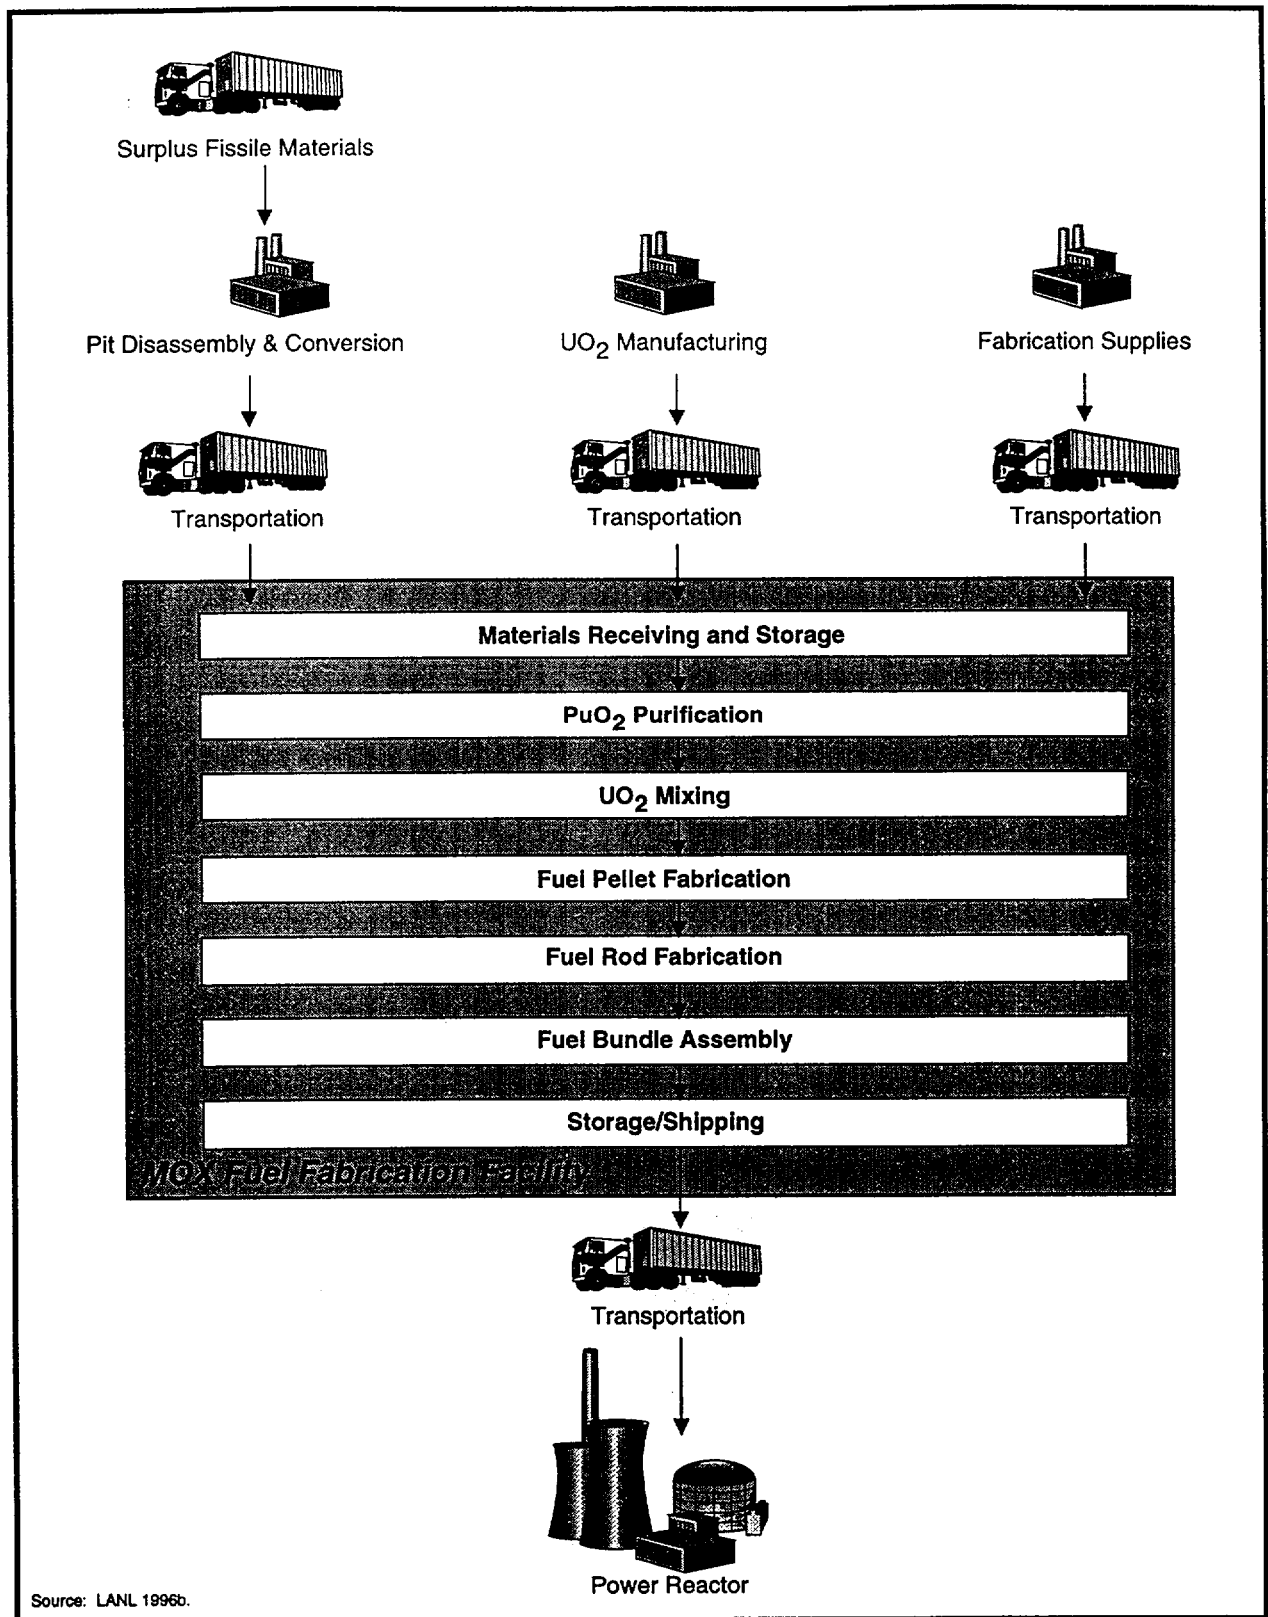 Surplus Fissile Materials
Pit Disassembly & Conversion
UO2 Manufacturing
Fabrication Supplies
Transportation
Transportation
Transportation
Materials Receiving and Storage
PuO2 Purification
UO2 Mixing
Fuel Pellet Fabrication
Fuel Rod Fabrication
Fuel Bundle Assembly
Storage/Shipping
MOX Fuel Fabrication Facility
Transportation
Power Reactor
Source: LANL 1996b.